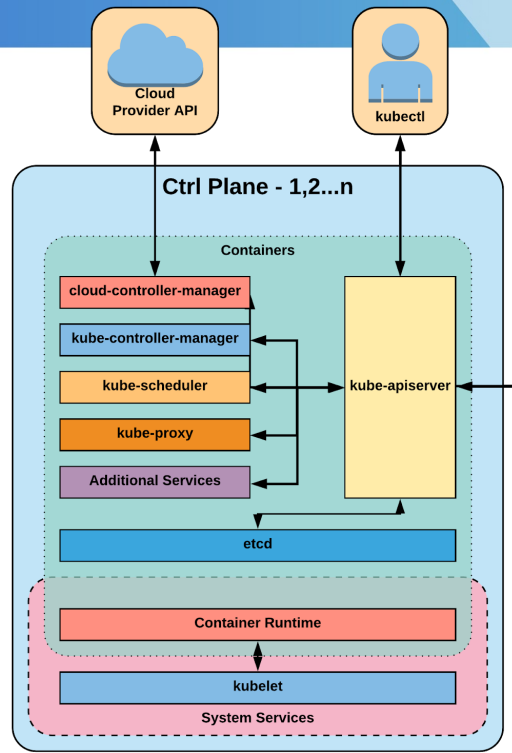 Cloud
Provider API
kubectl
Ctrl Plane - 1,2...n
Containers
cloud-controller-manager
kube-controller-manager
kube-scheduler
kube-apiserver
kube-proxy
Additional Services
etcd
Container Runtime
kubelet
System Services